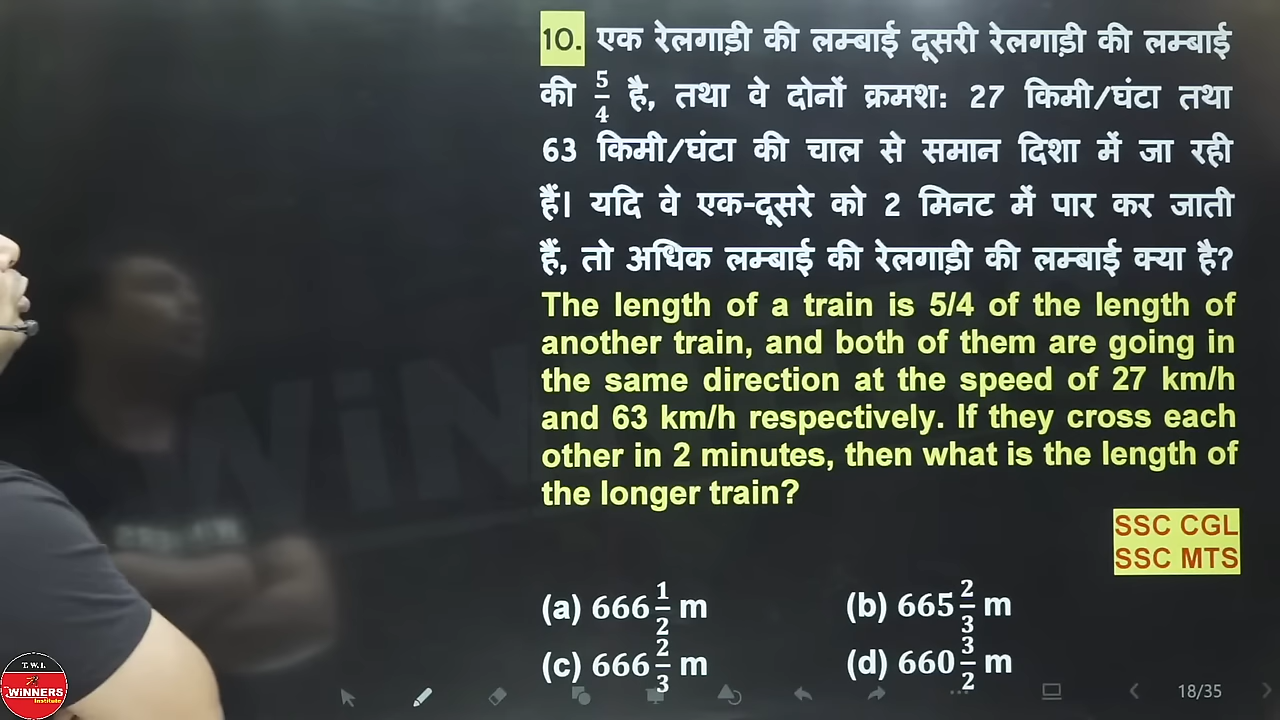 10. एक रेलगाड़ी की लम्बाई दूसरी रेलगाड़ी की लम्बाई
की 5/4 है, तथा वे दोनों क्रमश: 27 किमी/घंटा तथा
63 किमी/घंटा की चाल से समान दिशा में जा रही
हैं। यदि वे एक-दूसरे को 2 मिनट में पार कर जाती
हैं, तो अधिक लम्बाई की रेलगाड़ी की लम्बाई क्या है?
The length of a train is 5/4 of the length of
another train, and both of them are going in
the same direction at the speed of 27 km/h
and 63 km/h respectively. If they cross each
other in 2 minutes, then what is the length of
the longer train?
SSC CGL
SSC MTS
(a) 666 1/2 m (b) 665 2/3 m
(c) 666 2/3 m (d) 660 3/2 m
WiN
T.W.I.
WiNNERS
Institute
18/35